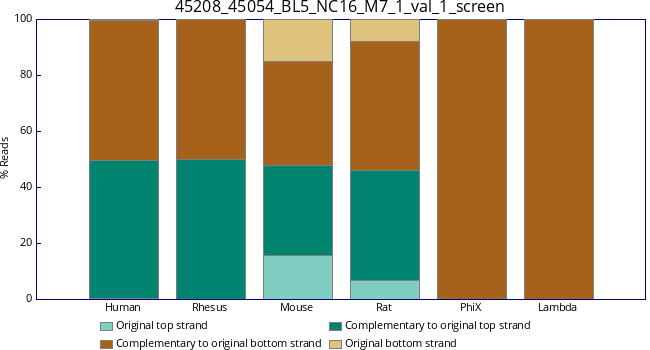 45208_45054_BL5_NC16_M7_1_val_1_screen
100
80
60
40
20
0
% Reads
Human Rhesus Mouse Rat PhiX Lambda
Original top strand Complementary to original top strand
Complementary to original bottom strand Original bottom strand